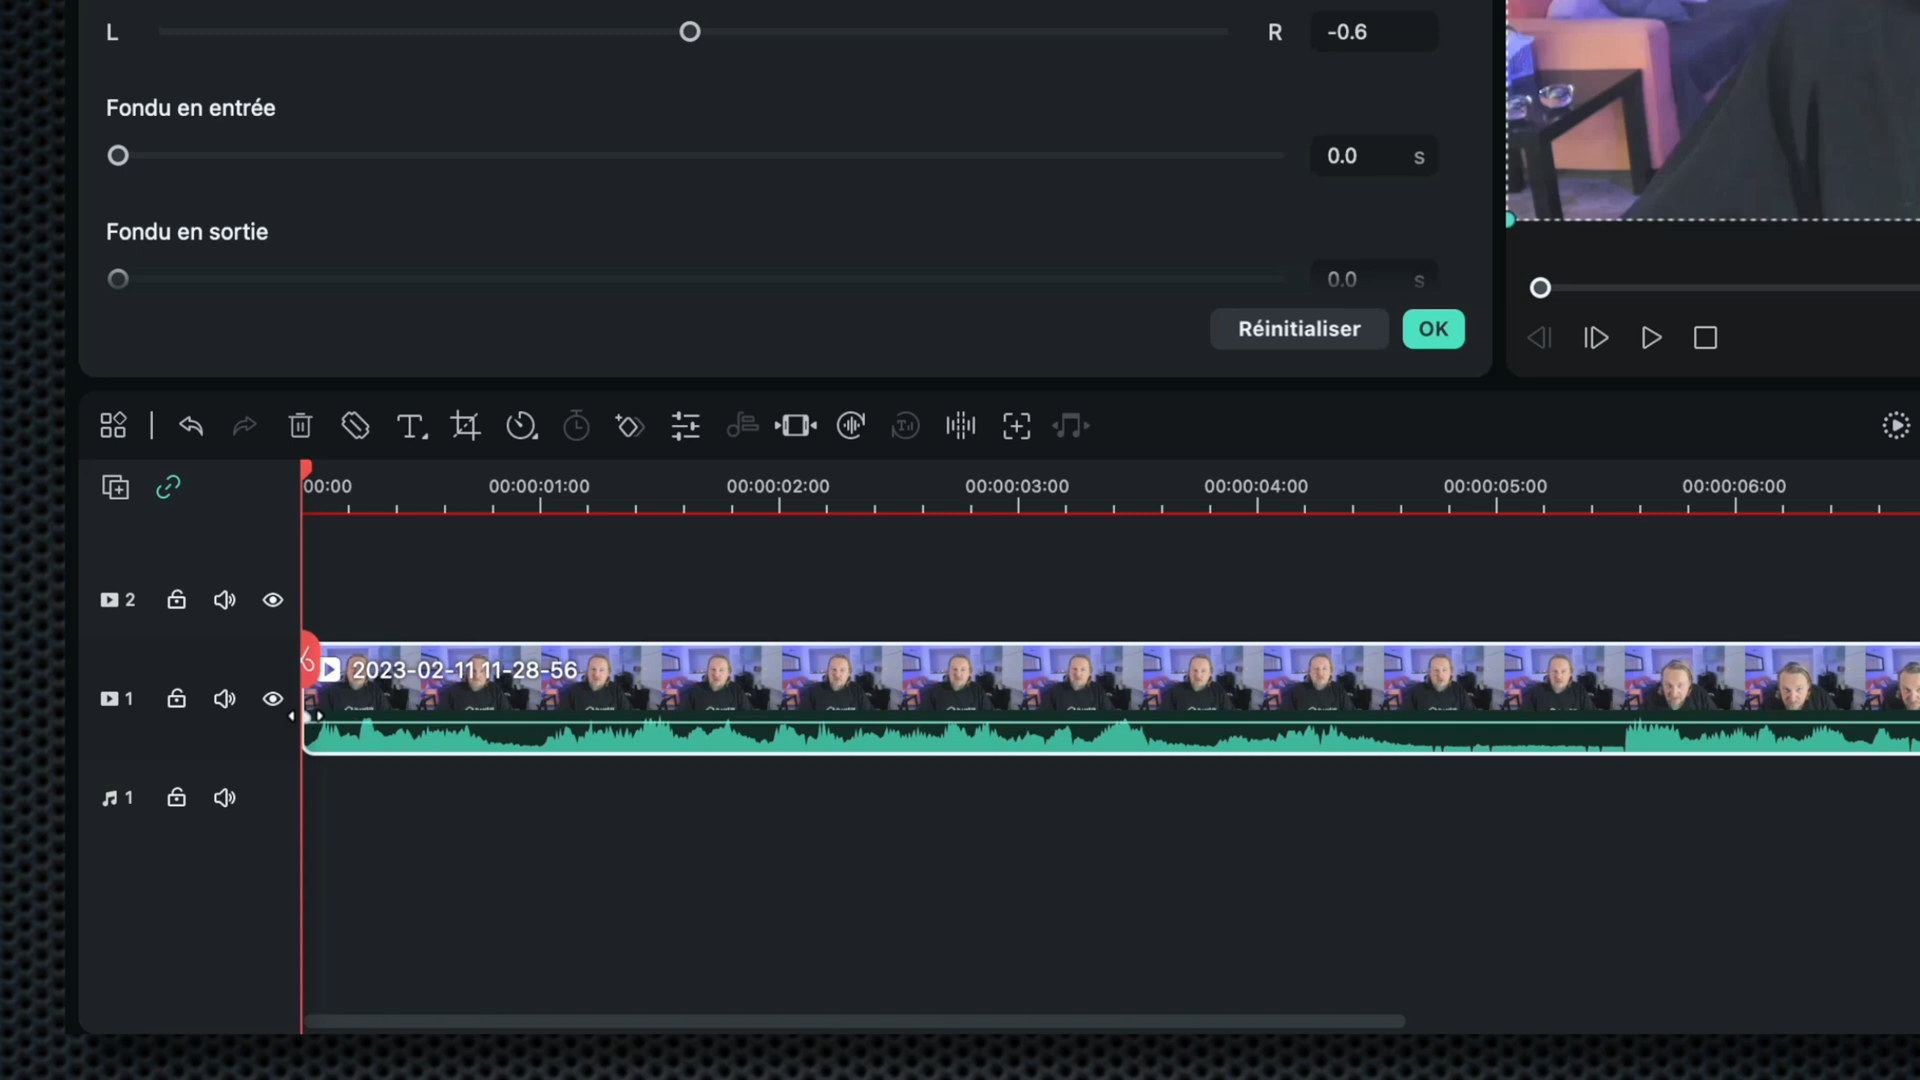 L R -0.6
Fondu en entrée
0.0 s
Fondu en sortie
0.0 s
Réinitialiser OK
00:00 00:00:01:00 00:00:02:00 00:00:03:00 00:00:04:00 00:00:05:00 00:00:06:00
2
2023-02-11 11-28-56
1
1